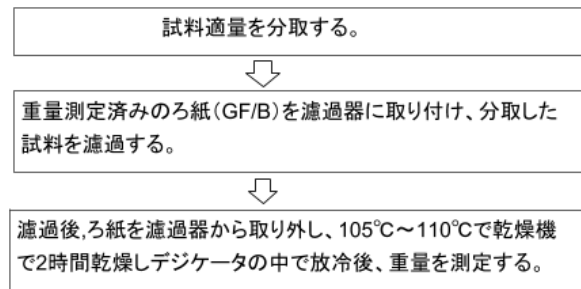 試料適量を分取する。
重量測定済みのろ紙(GF/B)を濾過器に取り付け、分取した
試料を濾過する。
濾過後,ろ紙を濾過器から取り外し、105℃～110℃で乾燥機
で2時間乾燥しデジケータの中で放冷後、重量を測定する。